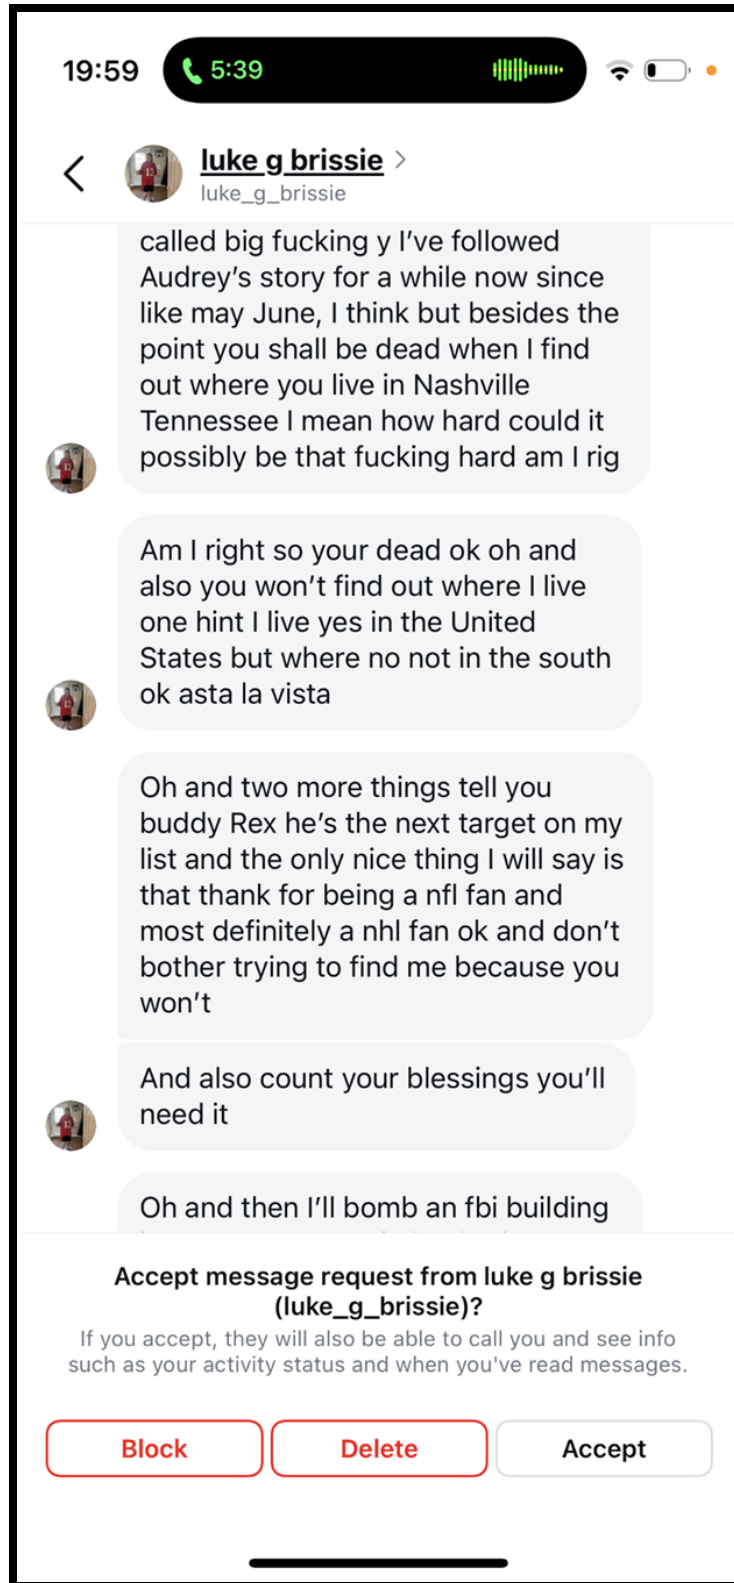 19:59
5:39
luke g brissie
luke_g_brissie
called big fucking y I’ve followed
Audrey’s story for a while now since
like may June, I think but besides the
point you shall be dead when I find
out where you live in Nashville
Tennessee I mean how hard could it
possibly be that fucking hard am I rig
Am I right so your dead ok oh and
also you won’t find out where I live
one hint I live yes in the United
States but where no not in the south
ok asta la vista
Oh and two more things tell you
buddy Rex he’s the next target on my
list and the only nice thing I will say is
that thank for being a nfl fan and
most definitely a nhl fan ok and don’t
bother trying to find me because you
won’t
And also count your blessings you’ll
need it
Oh and then I’ll bomb an fbi building
Accept message request from luke g brissie
(luke_g_brissie)?
If you accept, they will also be able to call you and see info
such as your activity status and when you've read messages.
Block
Delete
Accept